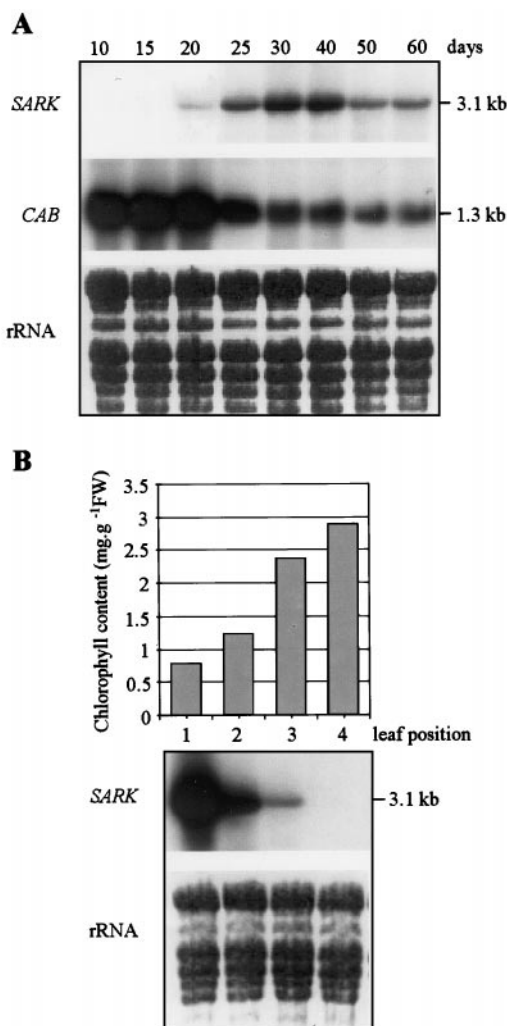 A
10 15 20 25 30 40 50 60 days
SARK
3.1 kb
CAB
1.3 kb
rRNA
B
Chlorophyll content (mg.g -1FW)
3.5
3
2.5
2
1.5
1
0.5
0
1 2 3 4 leaf position
SARK
3.1 kb
rRNA